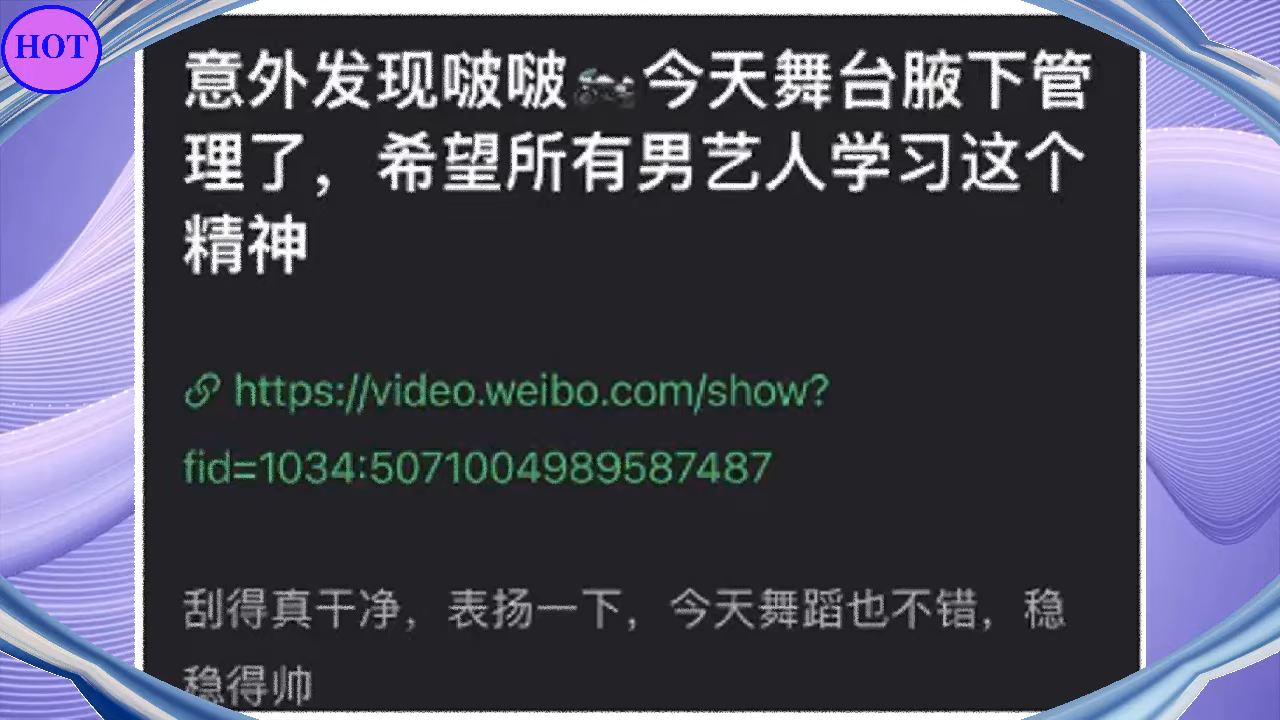 HOT
意外发现啵啵🏍今天舞台腋下管
理了，希望所有男艺人学习这个
精神
https://video.weibo.com/show?
fid=1034:5071004989587487
刮得真干净，表扬一下，今天舞蹈也不错，稳
稳得帅